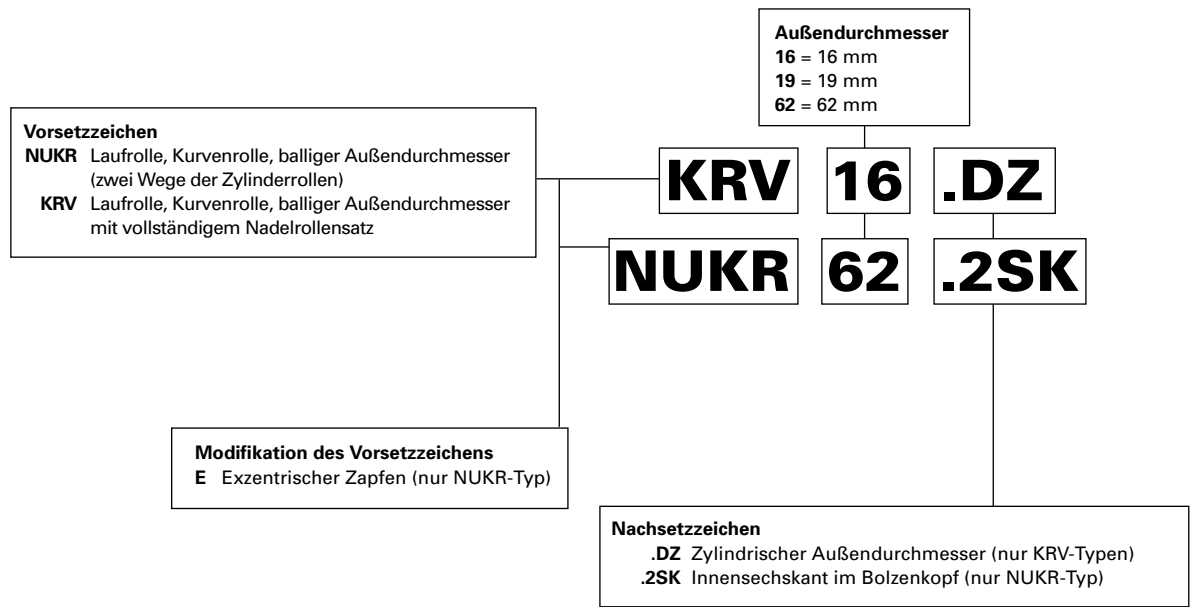 Außendurchmesser
16 = 16 mm
19 = 19 mm
62 = 62 mm
Vorsetzzeichen
NUKR Laufrolle, Kurvenrolle, balliger Außendurchmesser
(zwei Wege der Zylinderrollen)
KRV Laufrolle, Kurvenrolle, balliger Außendurchmesser
mit vollständigem Nadelrollensatz
KRV 16 .DZ
NUKR 62 .2SK
Modifikation des Vorsetzzeichens
E Exzentrischer Zapfen (nur NUKR-Typ)
Nachsetzzeichen
.DZ Zylindrischer Außendurchmesser (nur KRV-Typen)
.2SK Innensechskant im Bolzenkopf (nur NUKR-Typ)